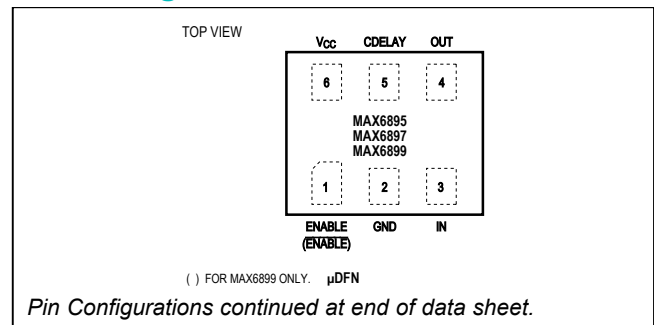 TOP VIEW
VCC CDELAY OUT
6 5 4
MAX6895
MAX6897
MAX6899
1 2 3
ENABLE GND IN
(ENABLE)
( ) FOR MAX6899 ONLY. µDFN
Pin Configurations continued at end of data sheet.